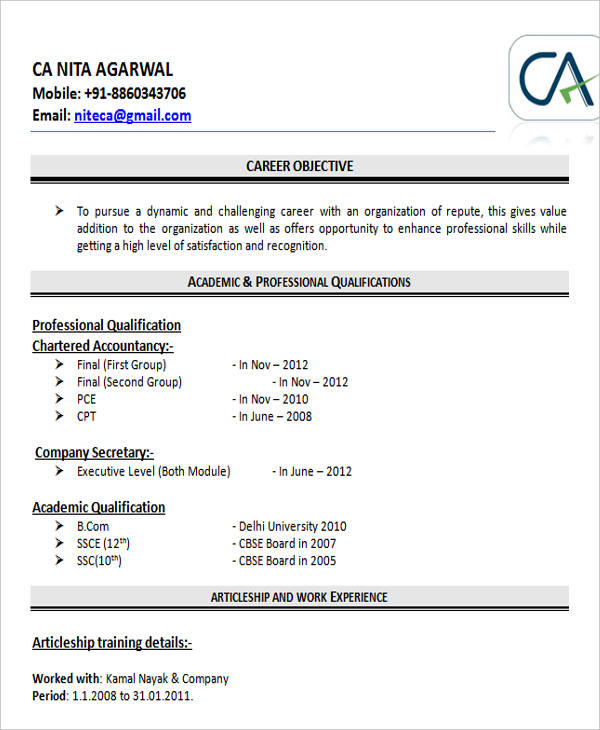 CA NITA AGARWAL
Mobile: +91-8860343706
Email: niteca@gmail.com
CA
CAREER OBJECTIVE
To pursue a dynamic and challenging career with an organization of repute, this gives value
addition to the organization as well as offers opportunity to enhance professional skills while
getting a high level of satisfaction and recognition.
ACADEMIC & PROFESSIONAL QUALIFICATIONS
Professional Qualification
Chartered Accountancy:-
Final (First Group) - In Nov – 2012
Final (Second Group) - In Nov – 2012
PCE - In Nov – 2010
CPT - In June – 2008
Company Secretary:-
Executive Level (Both Module) - In June – 2012
Academic Qualification
B.Com - Delhi University 2010
SSCE (12th) - CBSE Board in 2007
SSC(10th) - CBSE Board in 2005
ARTICLESHIP AND WORK EXPERIENCE
Articleship training details:-
Worked with: Kamal Nayak & Company
Period: 1.1.2008 to 31.01.2011.